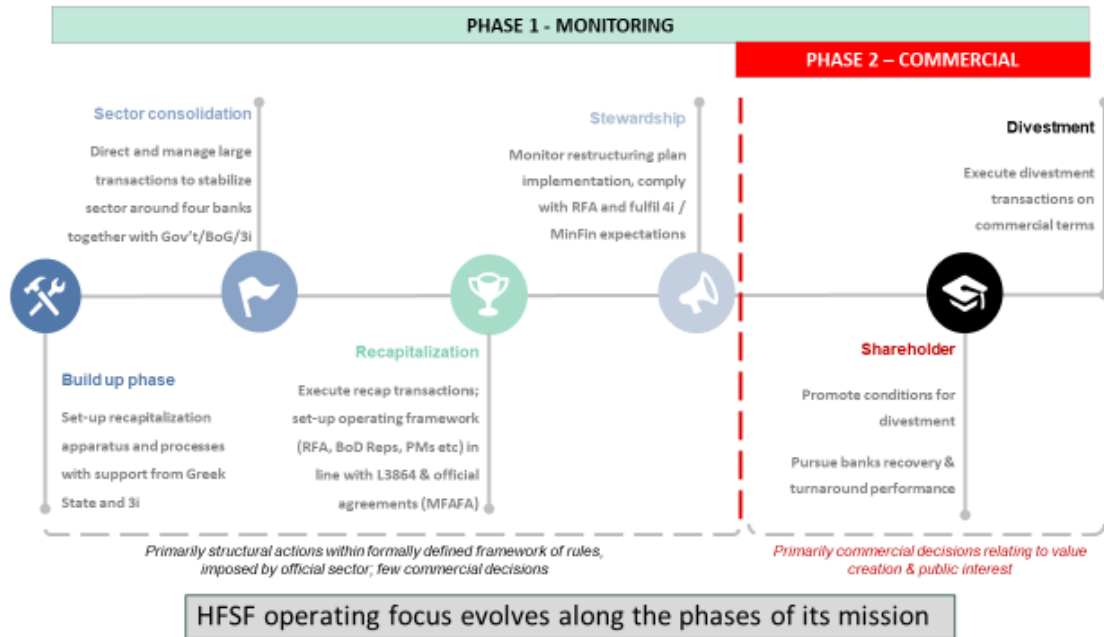 PHASE 1 - MONITORING
PHASE 2 – COMMERCIAL
Sector consolidation
Direct and manage large
transactions to stabilize
sector around four banks
together with Gov't/BoG/3i
Stewardship
Monitor restructuring plan
implementation, comply
with RFA and fulfil 4i /
MinFin expectations
Divestment
Execute divestment
transactions on
commercial terms
Build up phase
Set-up recapitalization
apparatus and processes
with support from Greek
State and 3i
Recapitalization
Execute recap transactions;
set-up operating framework
(RFA, BoD Reps, PMs etc) in
line with L3864 & official
agreements (MFAFA)
Shareholder
Promote conditions for
divestment
Pursue banks recovery &
turnaround performance
Primarily structural actions within formally defined framework of rules,
imposed by official sector; few commercial decisions
Primarily commercial decisions relating to value
creation & public interest
HFSF operating focus evolves along the phases of its mission